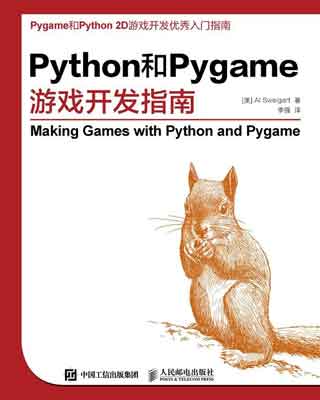 Pygame和Python 2D游戏开发优秀入门指南
Python和Pygame
游戏开发指南
[美] Al Sweigart 著
李强 译
Making Games with Python and Pygame
中国工信出版集团
人民邮电出版社
POSTS & TELECOM PRESS